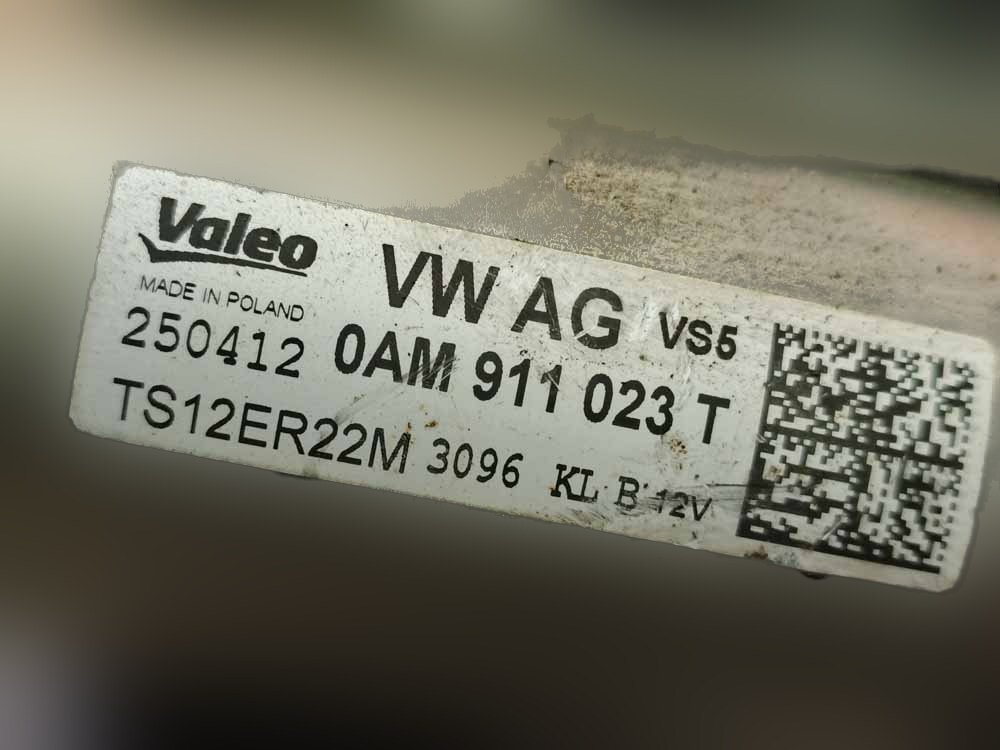 Valeo
VW AG VS5
MADE IN POLAND
250412 0AM 911 023 T
TS12ER22M 3096 KL B 12V